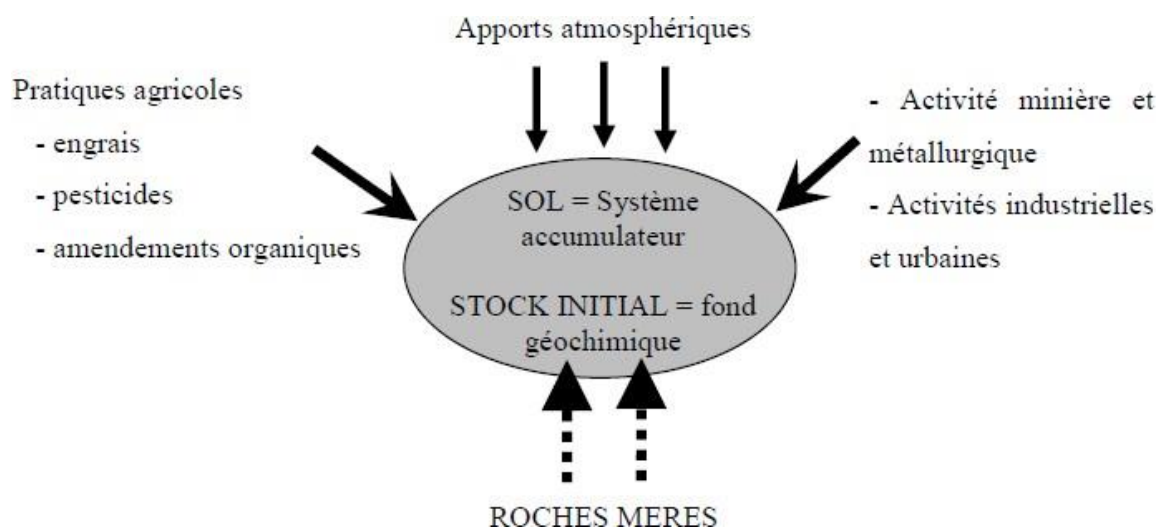 Apports atmosphériques
Pratiques agricoles
- engrais
- pesticides
- amendements organiques
- Activité minière et
métallurgique
- Activités industrielles
et urbaines
SOL = Système
accumulateur
STOCK INITIAL = fond
géochimique
ROCHES MERES